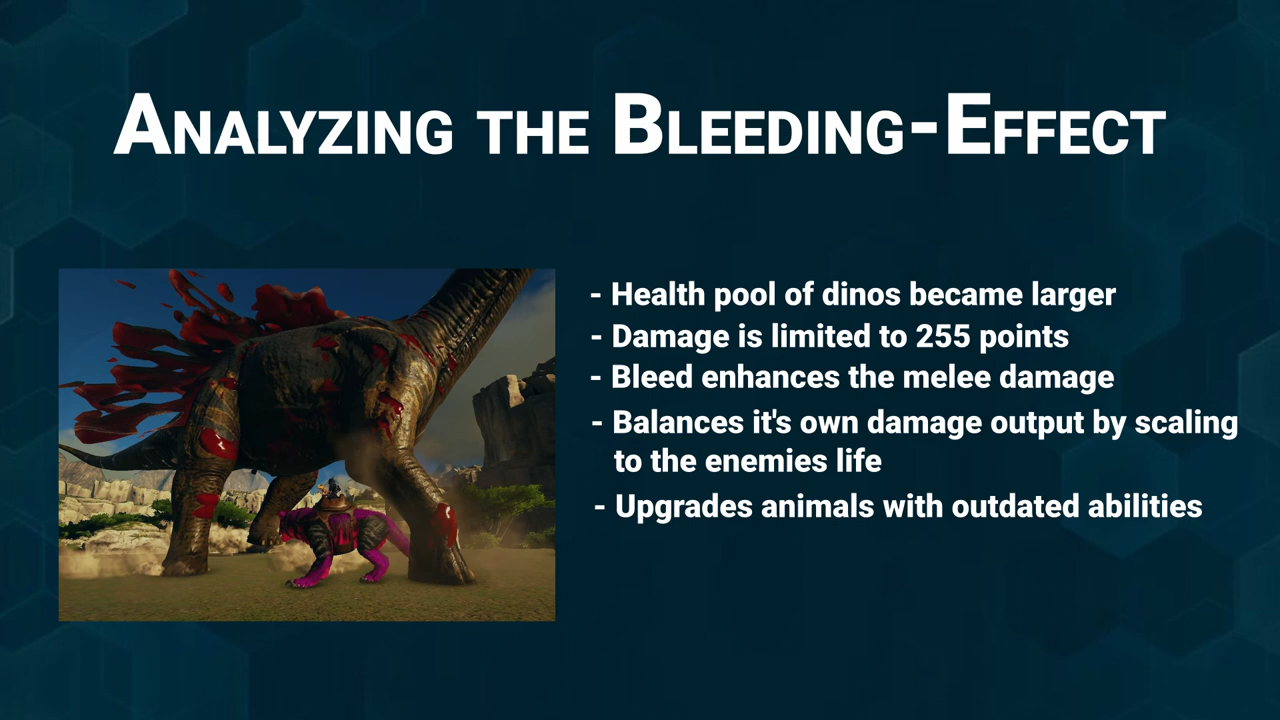 Analyzing the Bleeding-Effect
- Health pool of dinos became larger
- Damage is limited to 255 points
- Bleed enhances the melee damage
- Balances it's own damage output by scaling
to the enemies life
- Upgrades animals with outdated abilities